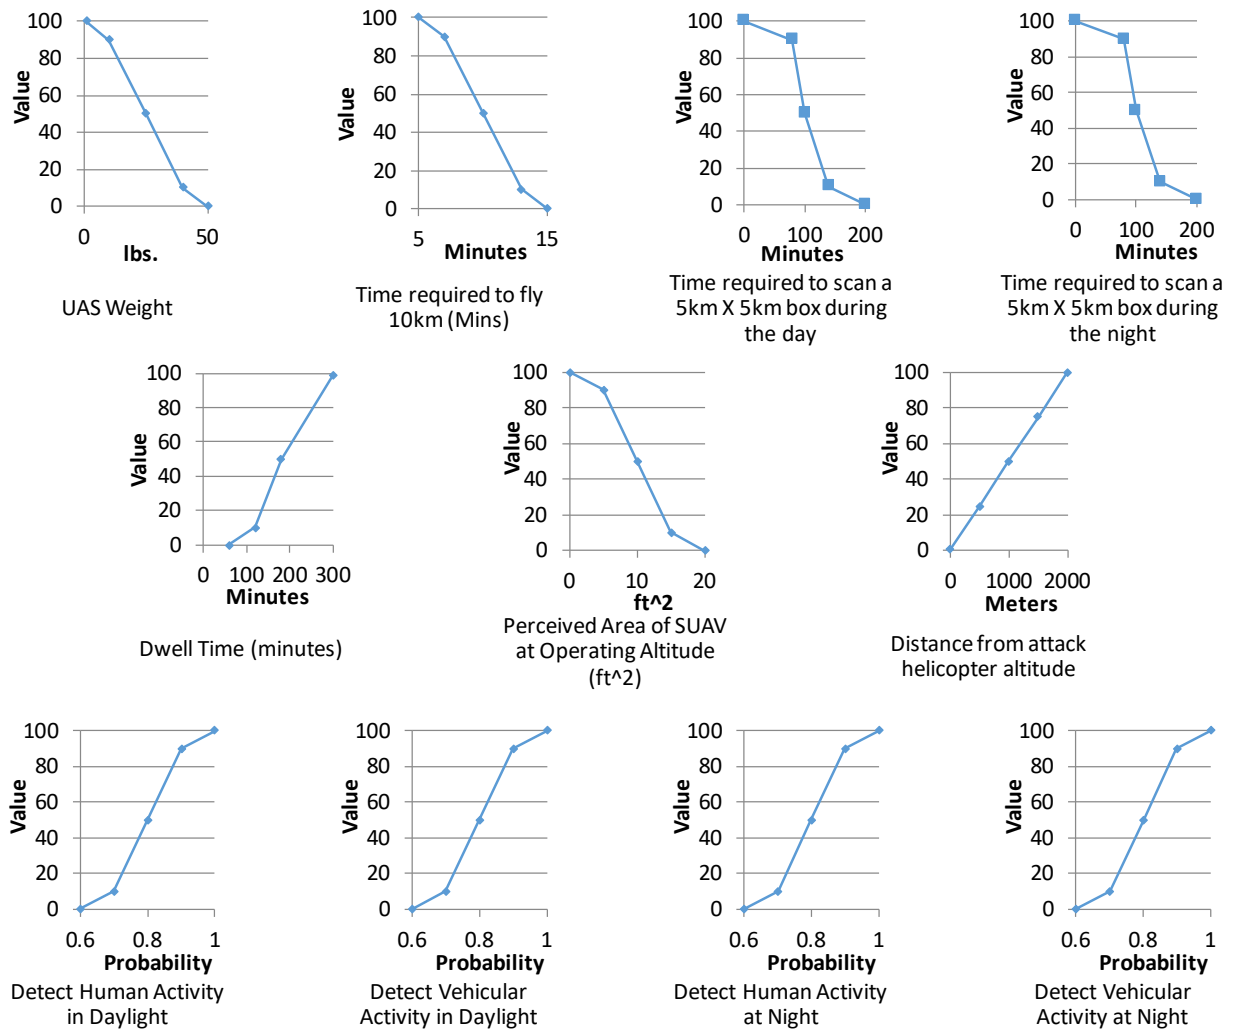 100
80
60
40
20
0
Value
0 50
lbs.
UAS Weight
100
80
60
40
20
0
Value
5 15
Minutes
Time required to fly
10km (Mins)
100
80
60
40
20
0
Value
0 100 200
Minutes
Time required to scan a
5km X 5km box during
the day
100
80
60
40
20
0
Value
0 100 200
Minutes
Time required to scan a
5km X 5km box during
the night
100
80
60
40
20
0
Value
0 100 200 300
Minutes
Dwell Time (minutes)
100
80
60
40
20
0
Value
0 10 20
ft^2
Perceived Area of SUAV
at Operating Altitude
(ft^2)
100
80
60
40
20
0
Value
0 1000 2000
Meters
Distance from attack
helicopter altitude
100
80
60
40
20
0
Value
0.6 0.8 1
Probability
Detect Human Activity
in Daylight
100
80
60
40
20
0
Value
0.6 0.8 1
Probability
Detect Vehicular
Activity in Daylight
100
80
60
40
20
0
Value
0.6 0.8 1
Probability
Detect Human Activity
at Night
100
80
60
40
20
0
Value
0.6 0.8 1
Probability
Detect Vehicular
Activity at Night